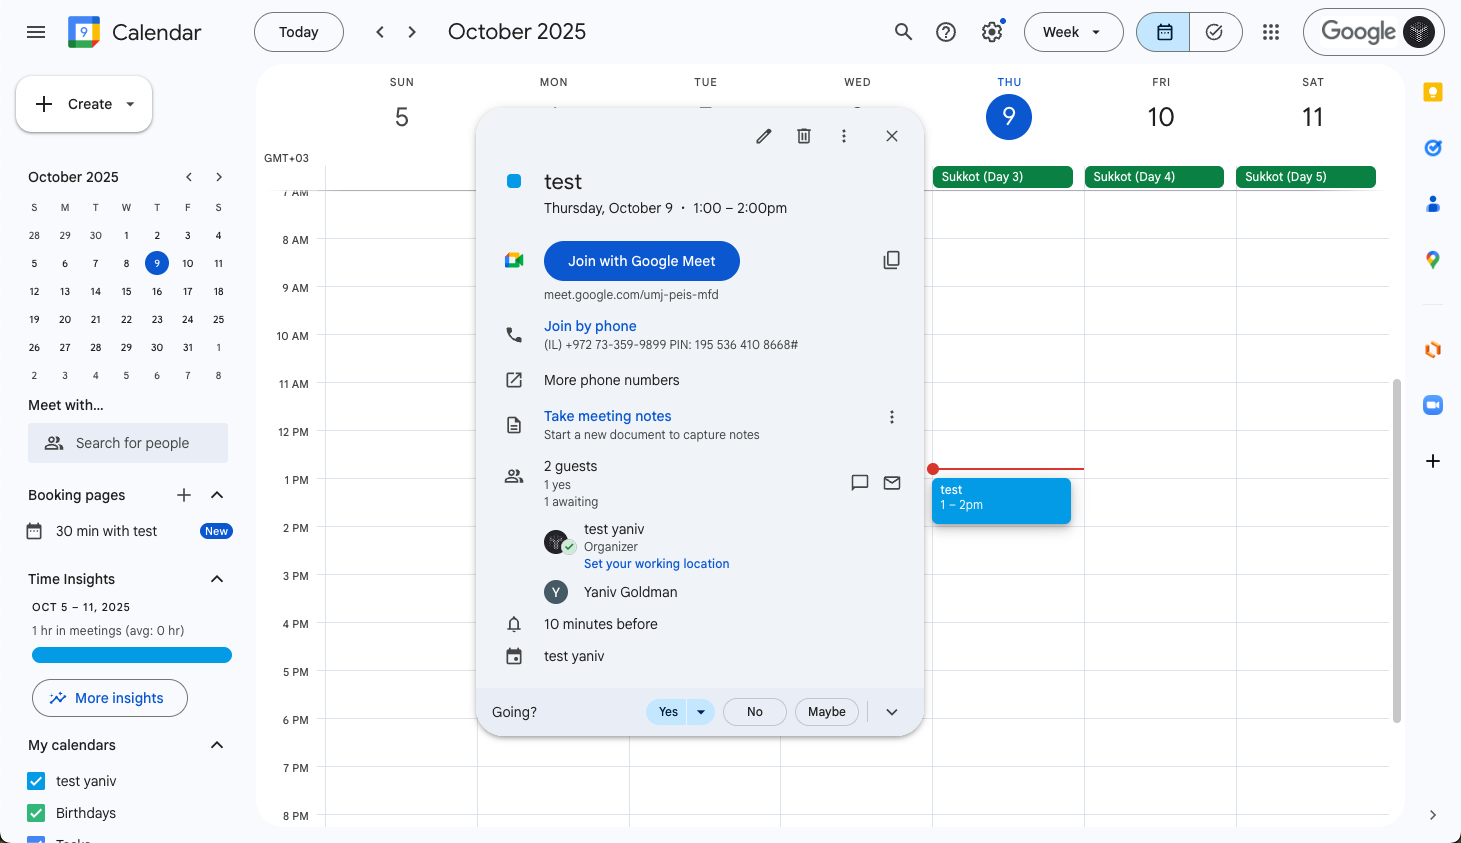 Calendar
Today
October 2025
Week
Google
Create
SUN
MON
TUE
WED
THU
FRI
SAT
5
9
10
11
GMT+03
Sukkot (Day 3)
Sukkot (Day 4)
Sukkot (Day 5)
October 2025
S M T W T F S
28 29 30 1 2 3 4
5 6 7 8 9 10 11
12 13 14 15 16 17 18
19 20 21 22 23 24 25
26 27 28 29 30 31 1
2 3 4 5 6 7 8
Meet with...
Search for people
Booking pages
30 min with test
New
Time Insights
OCT 5 – 11, 2025
1 hr in meetings (avg: 0 hr)
More insights
My calendars
test yaniv
Birthdays
Tasks
7 AM
8 AM
9 AM
10 AM
11 AM
12 PM
1 PM
2 PM
3 PM
4 PM
5 PM
6 PM
7 PM
8 PM
test
Thursday, October 9 · 1:00 – 2:00pm
Join with Google Meet
meet.google.com/umj-peis-mfd
Join by phone
(IL) +972 73-359-9899 PIN: 195 536 410 8668#
More phone numbers
Take meeting notes
Start a new document to capture notes
2 guests
1 yes
1 awaiting
test yaniv
Organizer
Set your working location
Y
Yaniv Goldman
10 minutes before
test yaniv
Going?
Yes
No
Maybe
test
1 – 2pm